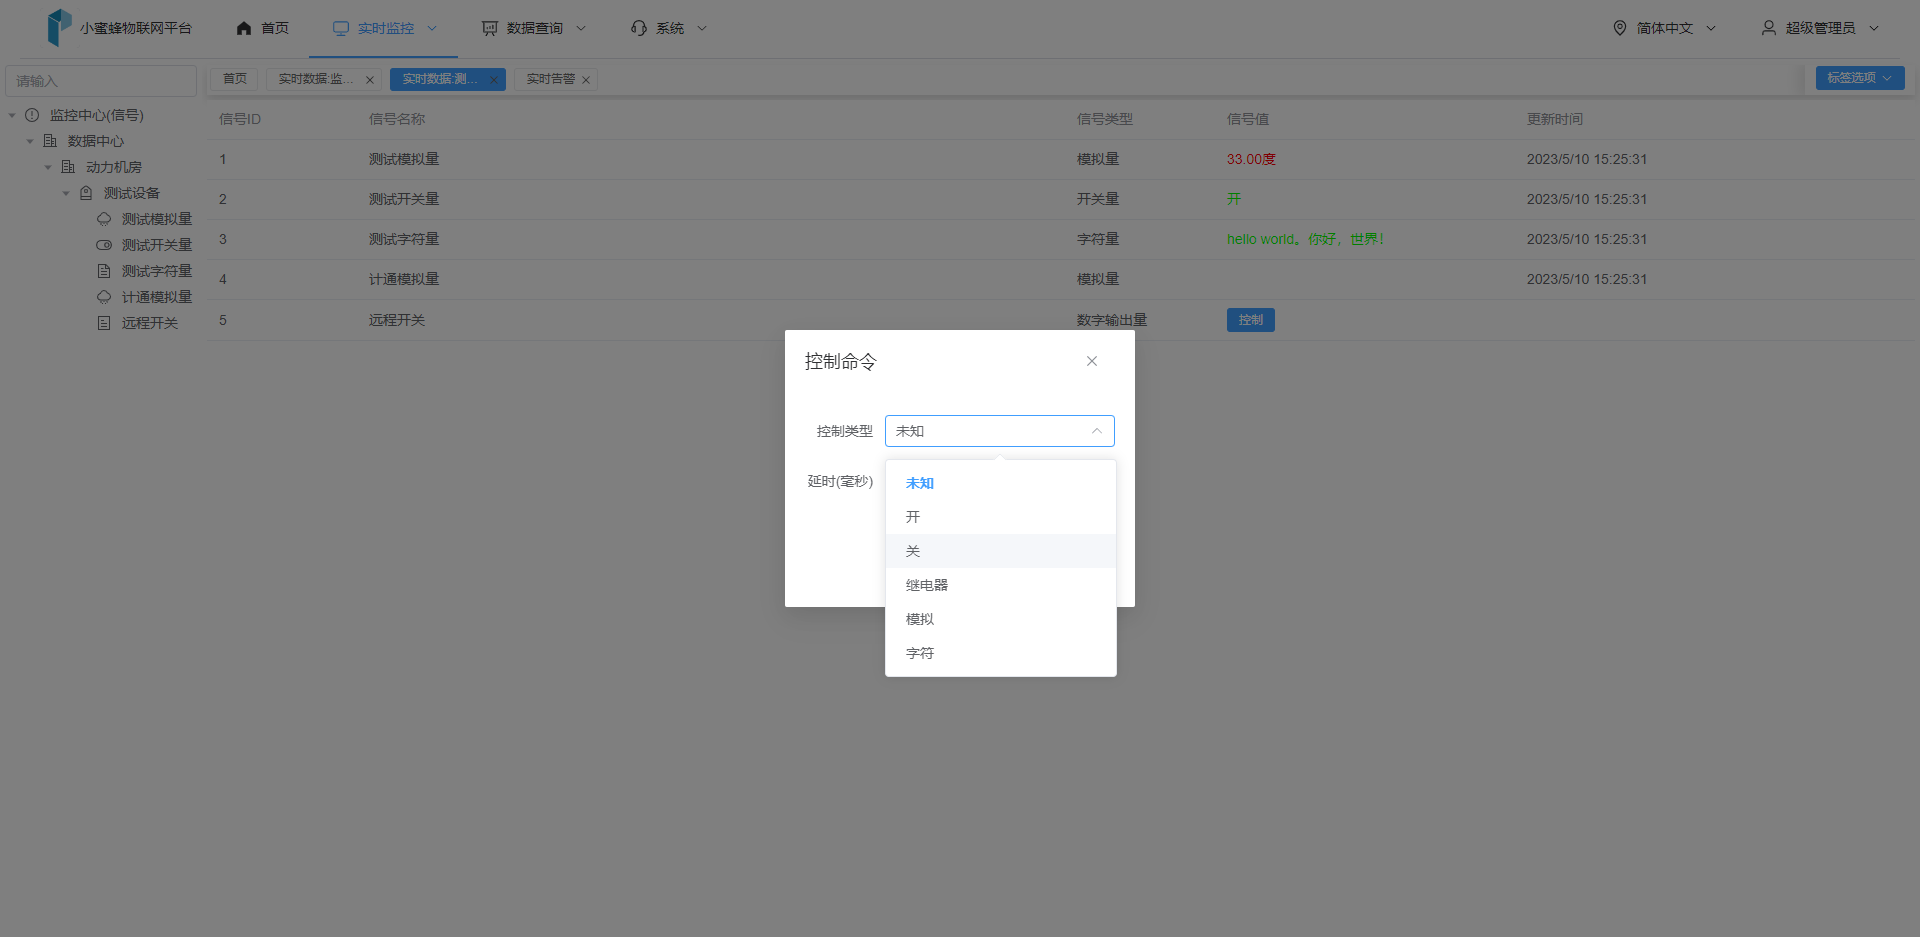 小蜜蜂物联网平台 首页 实时监控 数据查询 系统 简体中文 超级管理员
请输入
首页 实时数据:监... 实时数据:测... 实时告警 标签选项
监控中心(信号)
数据中心
动力机房
测试设备
测试模拟量
测试开关量
测试字符量
计通模拟量
远程开关
信号ID 信号名称 信号类型 信号值 更新时间
1 测试模拟量 模拟量 33.00度 2023/5/10 15:25:31
2 测试开关量 开关量 开 2023/5/10 15:25:31
3 测试字符量 字符量 hello world。你好，世界！ 2023/5/10 15:25:31
4 计通模拟量 模拟量 2023/5/10 15:25:31
5 远程开关 数字输出量 控制
控制命令
控制类型 未知
延时(毫秒)
未知
开
关
继电器
模拟
字符